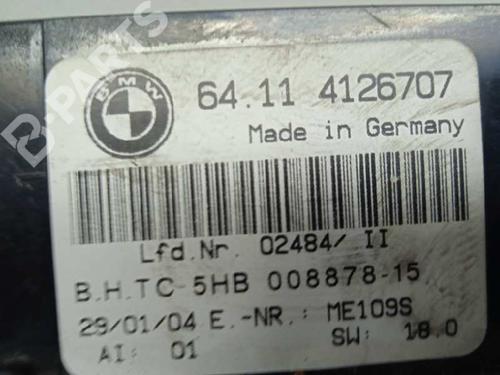 BMW
64.11 4126707
Made in Germany
Lfd.Nr. 02484/ II
B.H.TC 5HB 008878-15
29/01/04 E.-NR.: ME109S
AI: 01 SW: 18.0